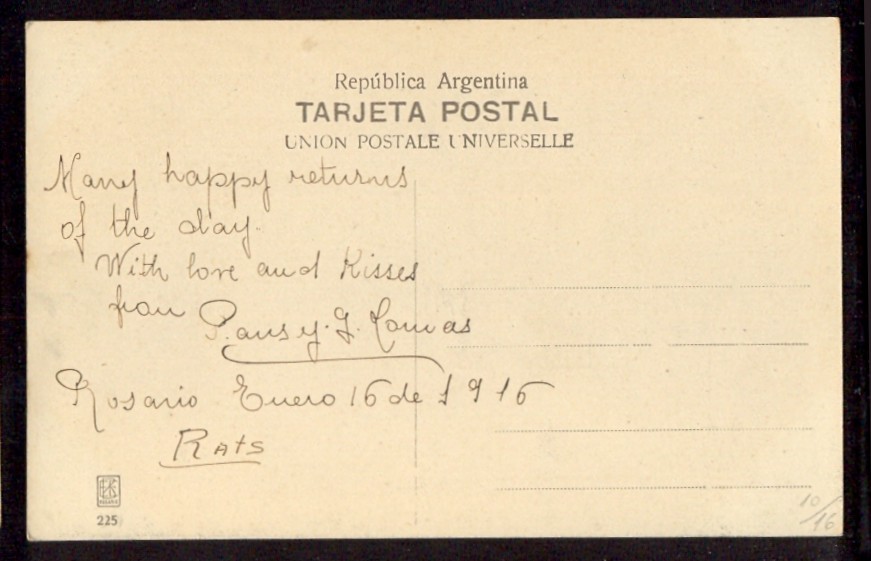 República Argentina
TARJETA POSTAL
UNION POSTALE UNIVERSELLE
Many happy returns
of the day.
With love and Kisses
from
Pansy. J.
Rosario Enero 16 de 1916
Rats
225
10/16